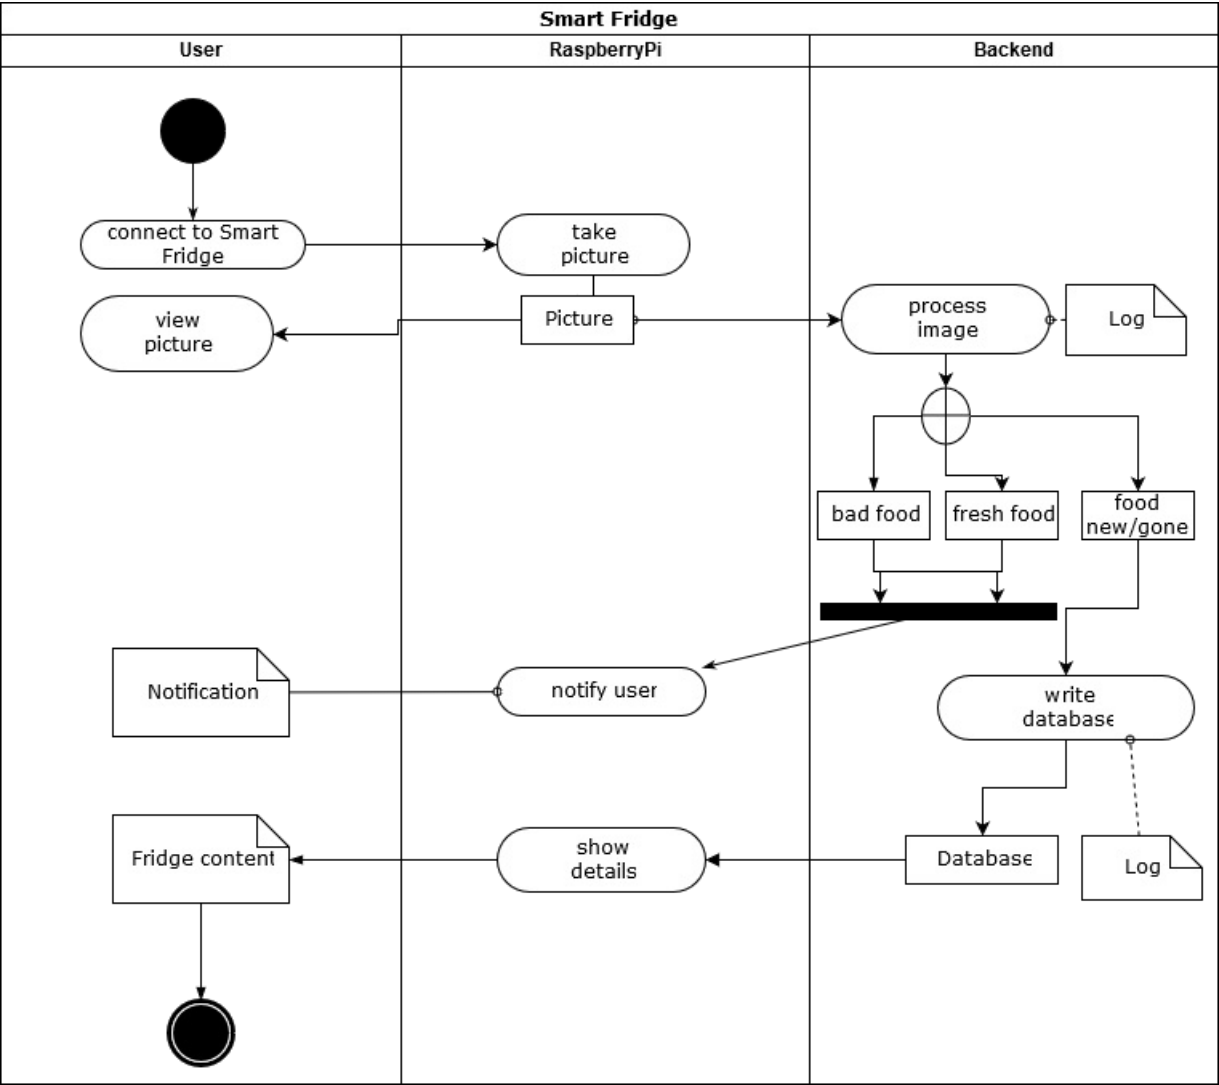 Smart Fridge
User
RaspberryPi
Backend
connect to Smart
Fridge
take
picture
view
picture
Picture
process
image
Log
bad food
fresh food
food
new/gone
Notification
notify user
write
database
Fridge content
show
details
Database
Log